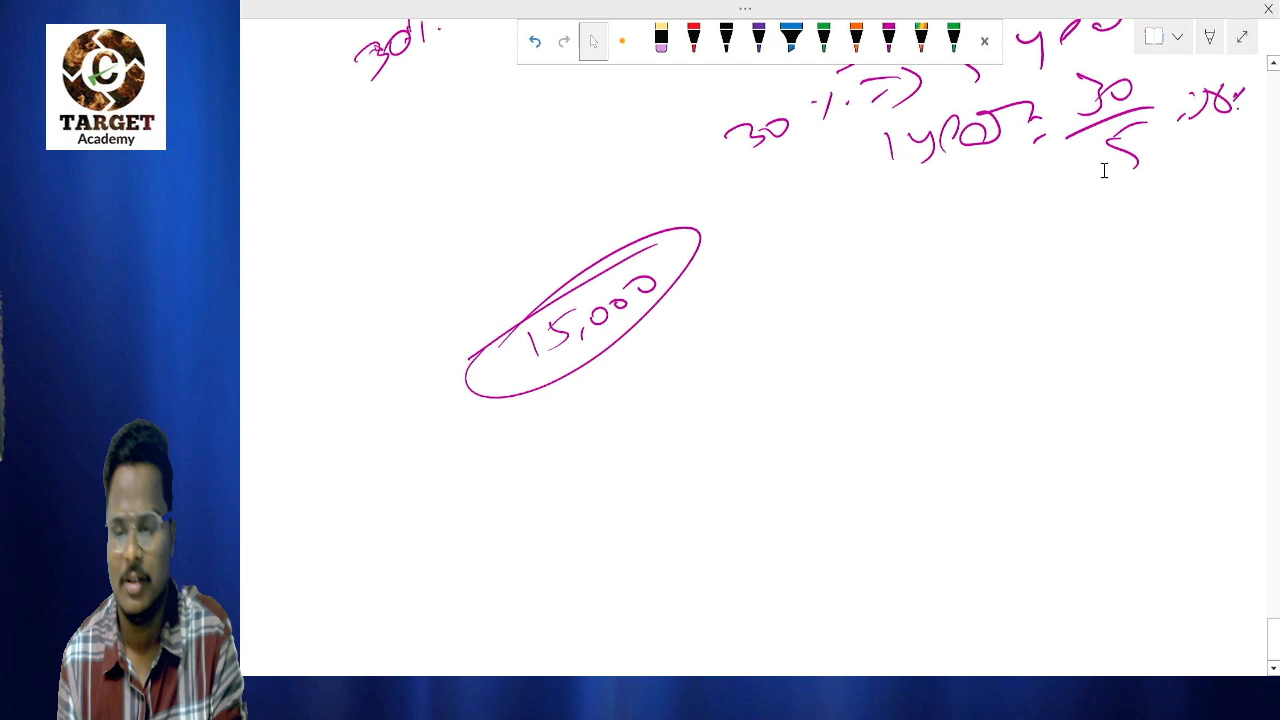 30%
TARGET
Academy
30 % =>
1 year = 30/5
15,000